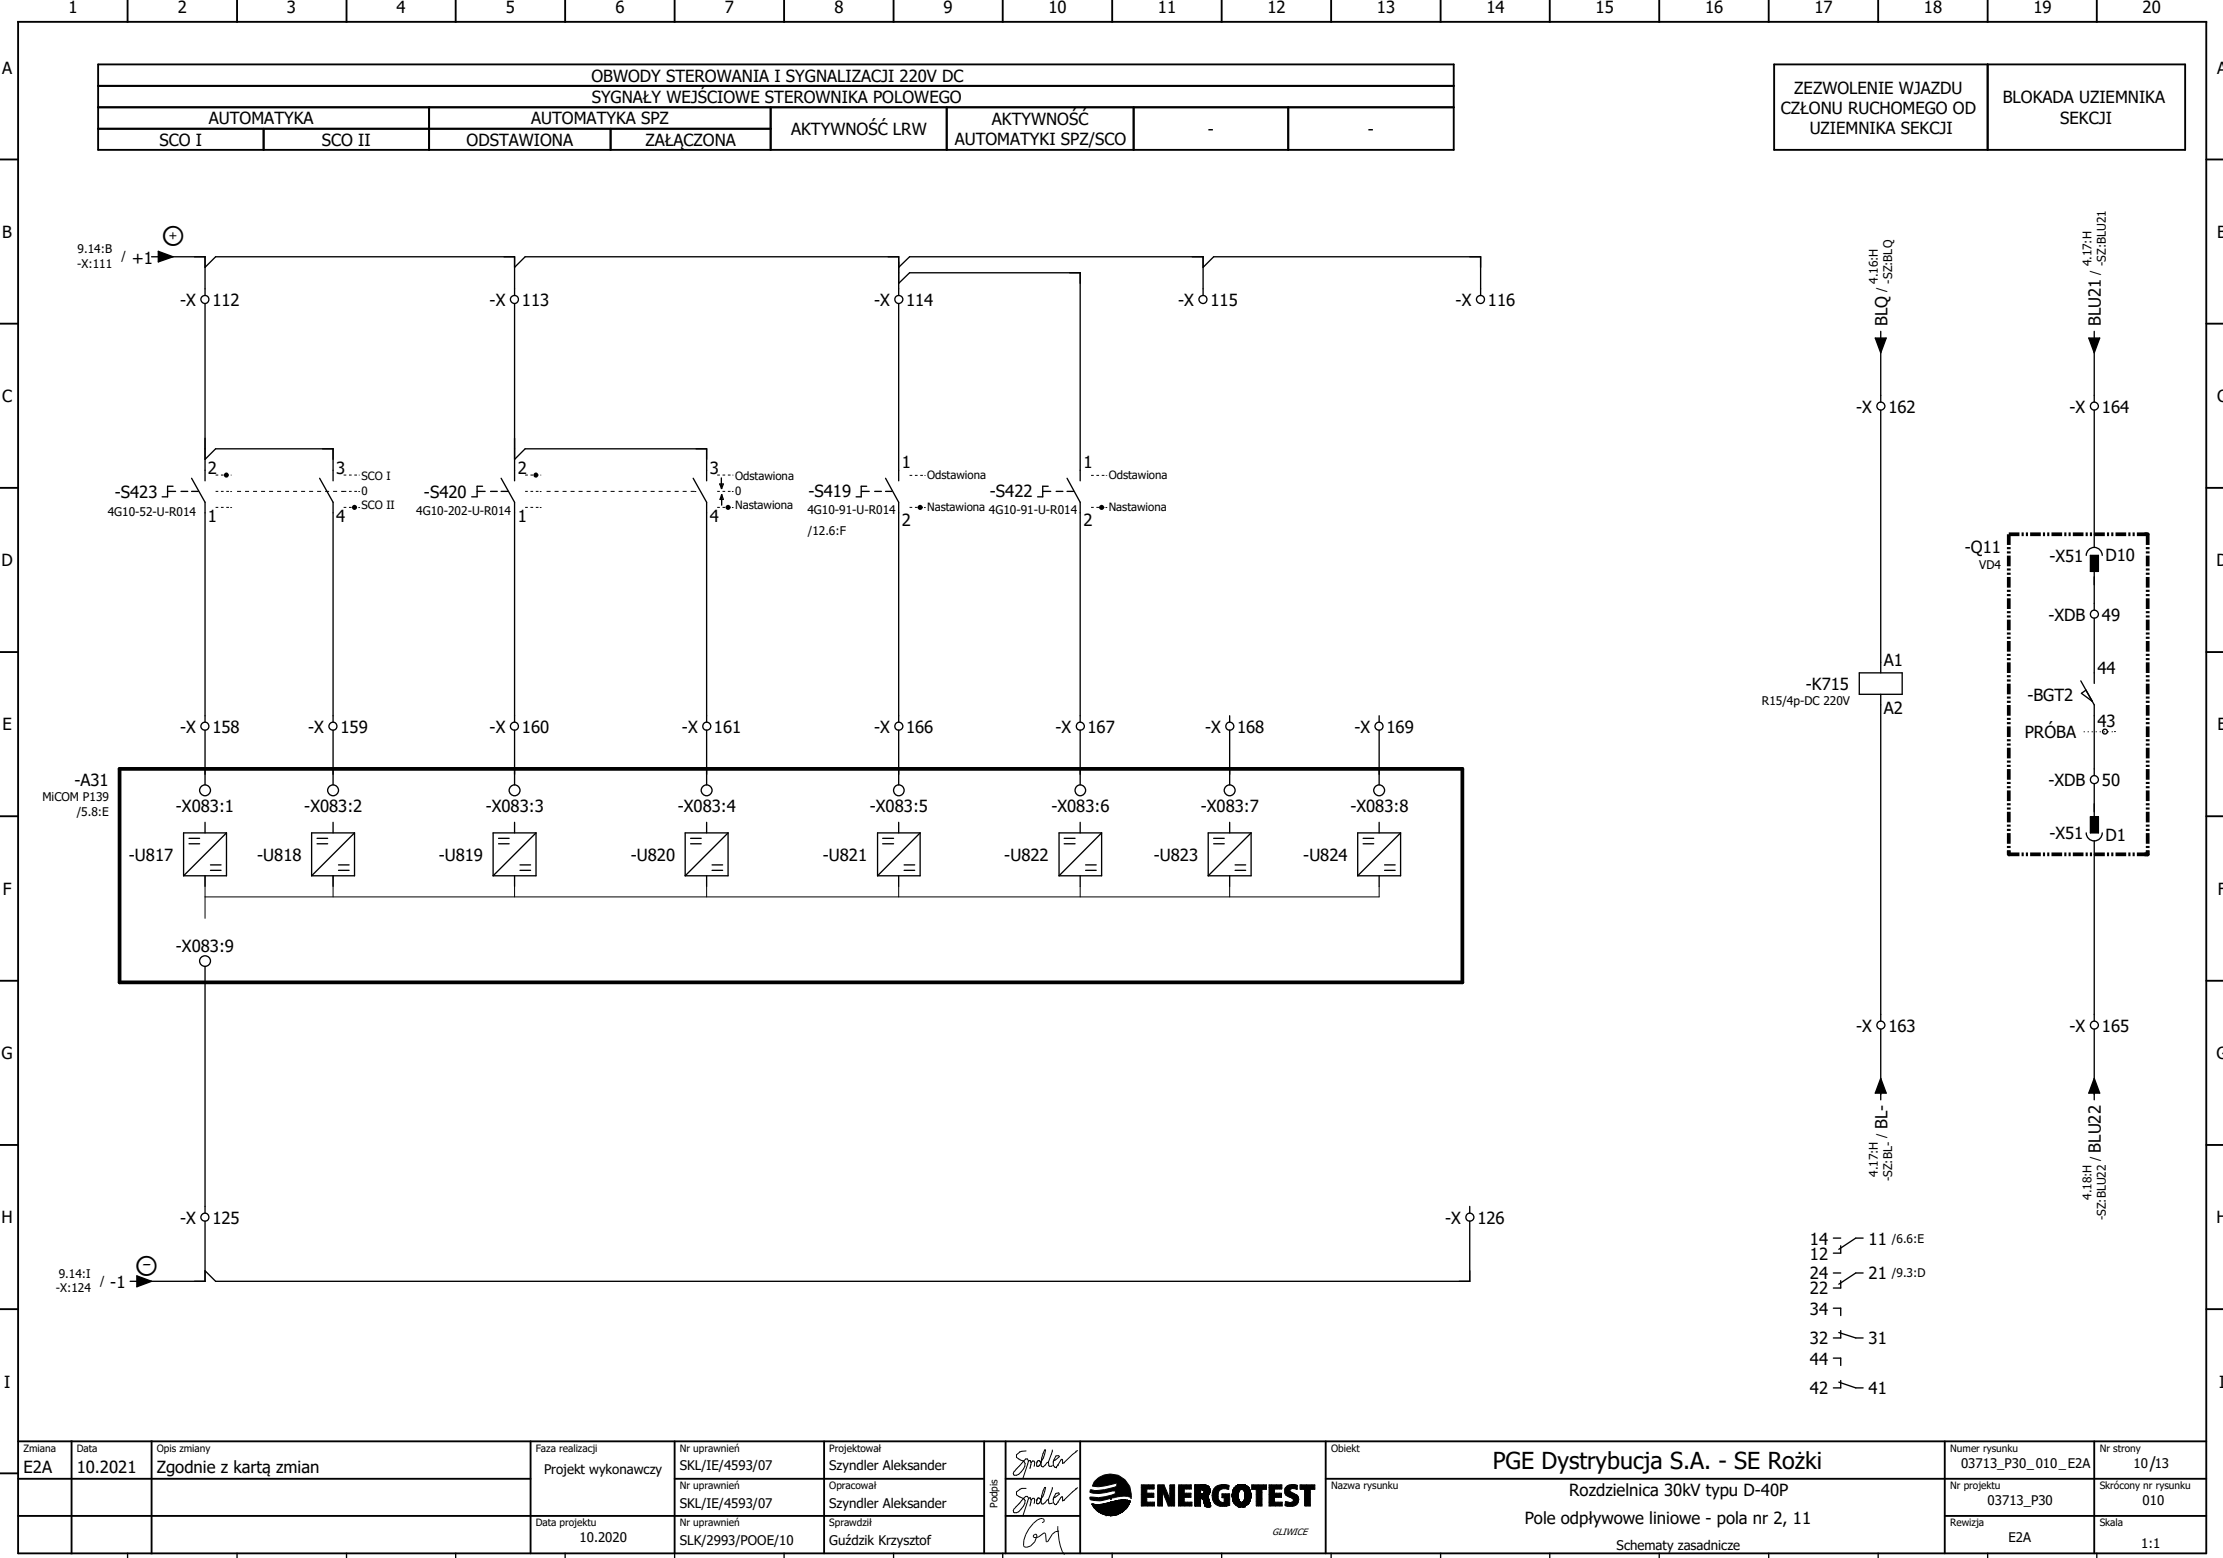 1 2 3 4 5 6 7 8 9 10 11 12 13 14 15 16 17 18 19 20
A
OBWODY STEROWANIA I SYGNALIZACJI 220V DC
SYGNAŁY WEJŚCIOWE STEROWNIKA POLOWEGO
AUTOMATYKA AUTOMATYKA SPZ AKTYWNOŚĆ LRW AKTYWNOŚĆ
AUTOMATYKI SPZ/SCO - -
SCO I SCO II ODSTAWIONA ZAŁĄCZONA
ZEZWOLENIE WJAZDU
CZŁONU RUCHOMEGO OD
UZIEMNIKA SEKCJI
BLOKADA UZIEMNIKA
SEKCJI
B
9.14:B
-X:111 / +1
+
-X 112 -X 113 -X 114 -X 115 -X 116
BLQ / 4.16:H
-SZ:BLQ
BLU21 / 4.17:H
-SZ:BLU21
C
-X 162 -X 164
-S423
4G10-52-U-R014
2 1 3 4
SCO I
0
SCO II
-S420
4G10-202-U-R014
2 1 3 4
Odstawiona
0
Nastawiona
-S419
4G10-91-U-R014
/12.6:F
1 2
Odstawiona
Nastawiona
-S422
4G10-91-U-R014
1 2
Odstawiona
Nastawiona
D
-Q11
VD4
-X51 D10
-XDB 49
44
-BGT2
43
PRÓBA
-XDB 50
-X51 D1
E
-K715
R15/4p-DC 220V
A1
A2
-X 158 -X 159 -X 160 -X 161 -X 166 -X 167 -X 168 -X 169
-A31
MiCOM P139
/5.8:E
-X083:1 -X083:2 -X083:3 -X083:4 -X083:5 -X083:6 -X083:7 -X083:8
-U817 -U818 -U819 -U820 -U821 -U822 -U823 -U824
F
-X083:9
G
-X 163 -X 165
4.17:H
-SZ:BL- / BL-
4.18:H
-SZ:BLU22 / BLU22
H
-X 125 -X 126
9.14:I
-X:124 / -1
−
14 11 /6.6:E
12
24 21 /9.3:D
22
34
32 31
44
42 41
I
Zmiana Data Opis zmiany
E2A 10.2021 Zgodnie z kartą zmian
Faza realizacji
Projekt wykonawczy
Data projektu
10.2020
Nr uprawnień
SKL/IE/4593/07
Nr uprawnień
SKL/IE/4593/07
Nr uprawnień
SLK/2993/POOE/10
Projektował
Szyndler Aleksander
Opracował
Szyndler Aleksander
Sprawdził
Guździk Krzysztof
Podpis
ENERGOTEST
GLIWICE
Obiekt
PGE Dystrybucja S.A. - SE Rożki
Nazwa rysunku
Rozdzielnica 30kV typu D-40P
Pole odpływowe liniowe - pola nr 2, 11
Schematy zasadnicze
Numer rysunku
03713_P30_010_E2A
Nr strony
10/13
Nr projektu
03713_P30
Skrócony nr rysunku
010
Rewizja
E2A
Skala
1:1